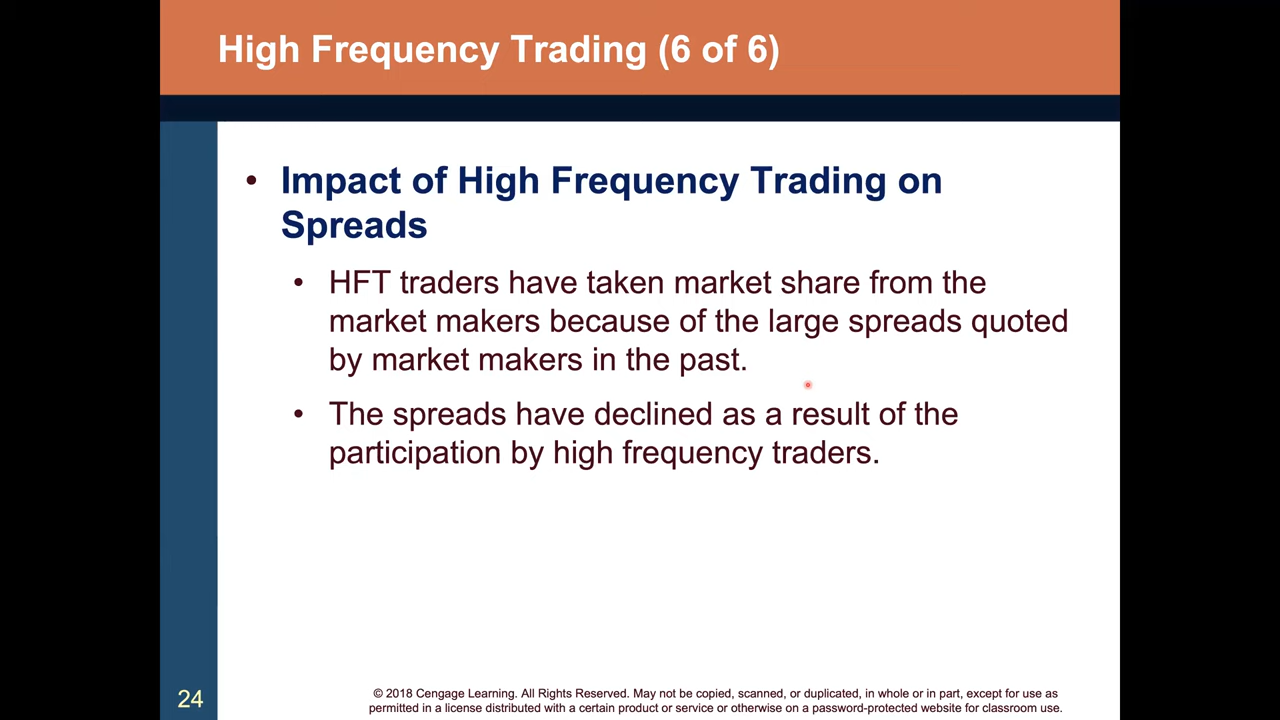 High Frequency Trading (6 of 6)
• Impact of High Frequency Trading on
Spreads
• HFT traders have taken market share from the
market makers because of the large spreads quoted
by market makers in the past.
• The spreads have declined as a result of the
participation by high frequency traders.
24
© 2018 Cengage Learning. All Rights Reserved. May not be copied, scanned, or duplicated, in whole or in part, except for use as
permitted in a license distributed with a certain product or service or otherwise on a password-protected website for classroom use.